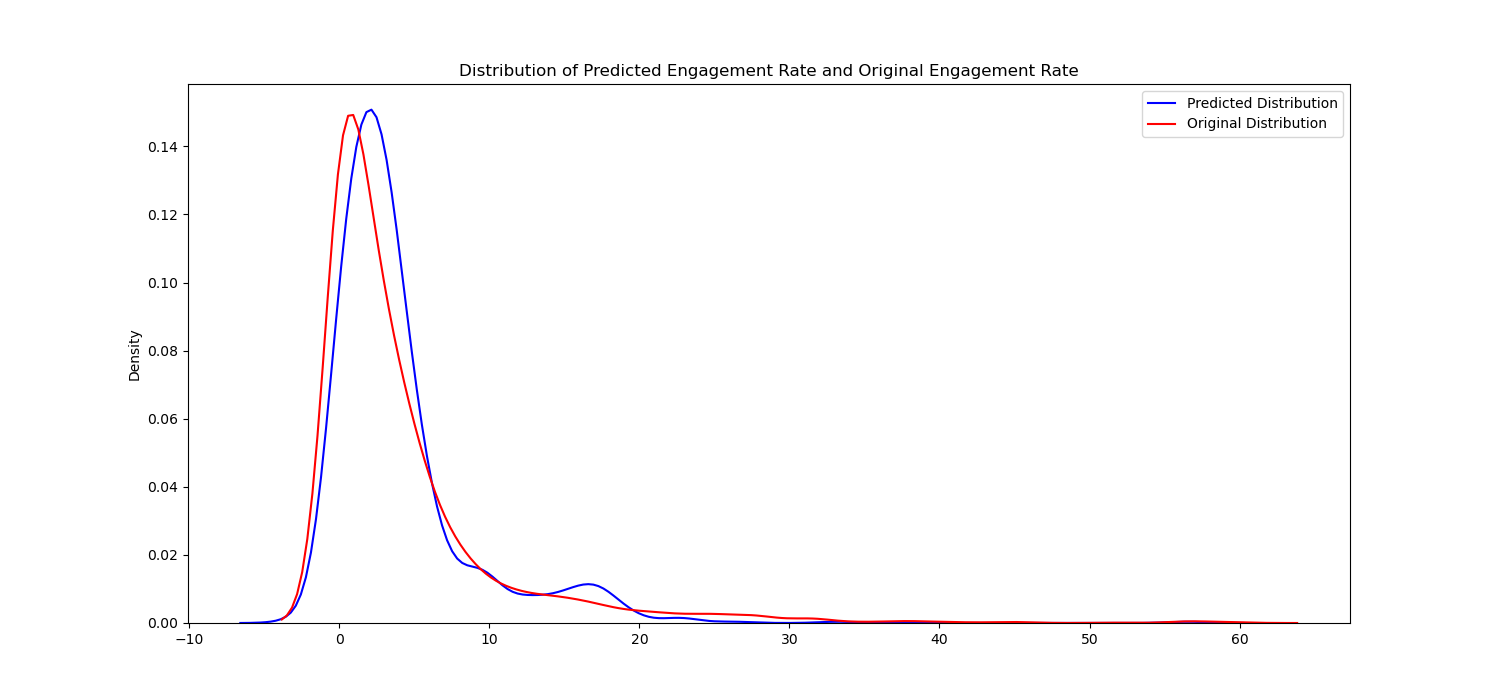 Distribution of Predicted Engagement Rate and Original Engagement Rate
Predicted Distribution
Original Distribution
Density
0.14
0.12
0.10
0.08
0.06
0.04
0.02
0.00
−10 0 10 20 30 40 50 60